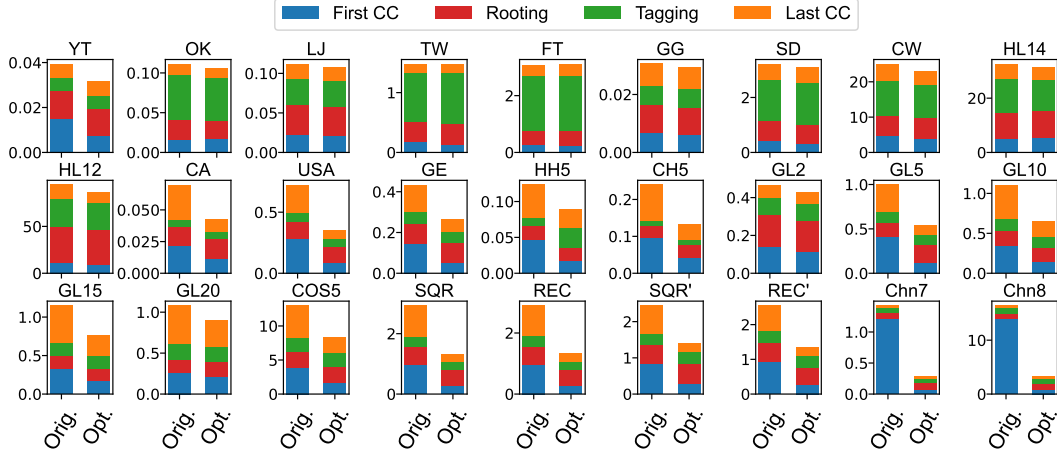 First CC Rooting Tagging Last CC
YT OK LJ TW FT GG SD CW HL14
0.04 0.02 0.00
0.10 0.05 0.00
0.10 0.05 0.00
1 0
2 0
0.02 0.00
2 0
20 10 0
20 0
HL12 CA USA GE HH5 CH5 GL2 GL5 GL10
50 0
0.050 0.025 0.000
0.5 0.0
0.4 0.2 0.0
0.10 0.05 0.00
0.2 0.1 0.0
0.4 0.2 0.0
1.0 0.5 0.0
1.0 0.5 0.0
GL15 GL20 COS5 SQR REC SQR' REC' Chn7 Chn8
1.0 0.5 0.0
1.0 0.5 0.0
10 5 0
2 0
2 0
2 1 0
2 1 0
1.0 0.0
10 0
Orig. Opt. Orig. Opt. Orig. Opt. Orig. Opt. Orig. Opt. Orig. Opt. Orig. Opt. Orig. Opt. Orig. Opt.